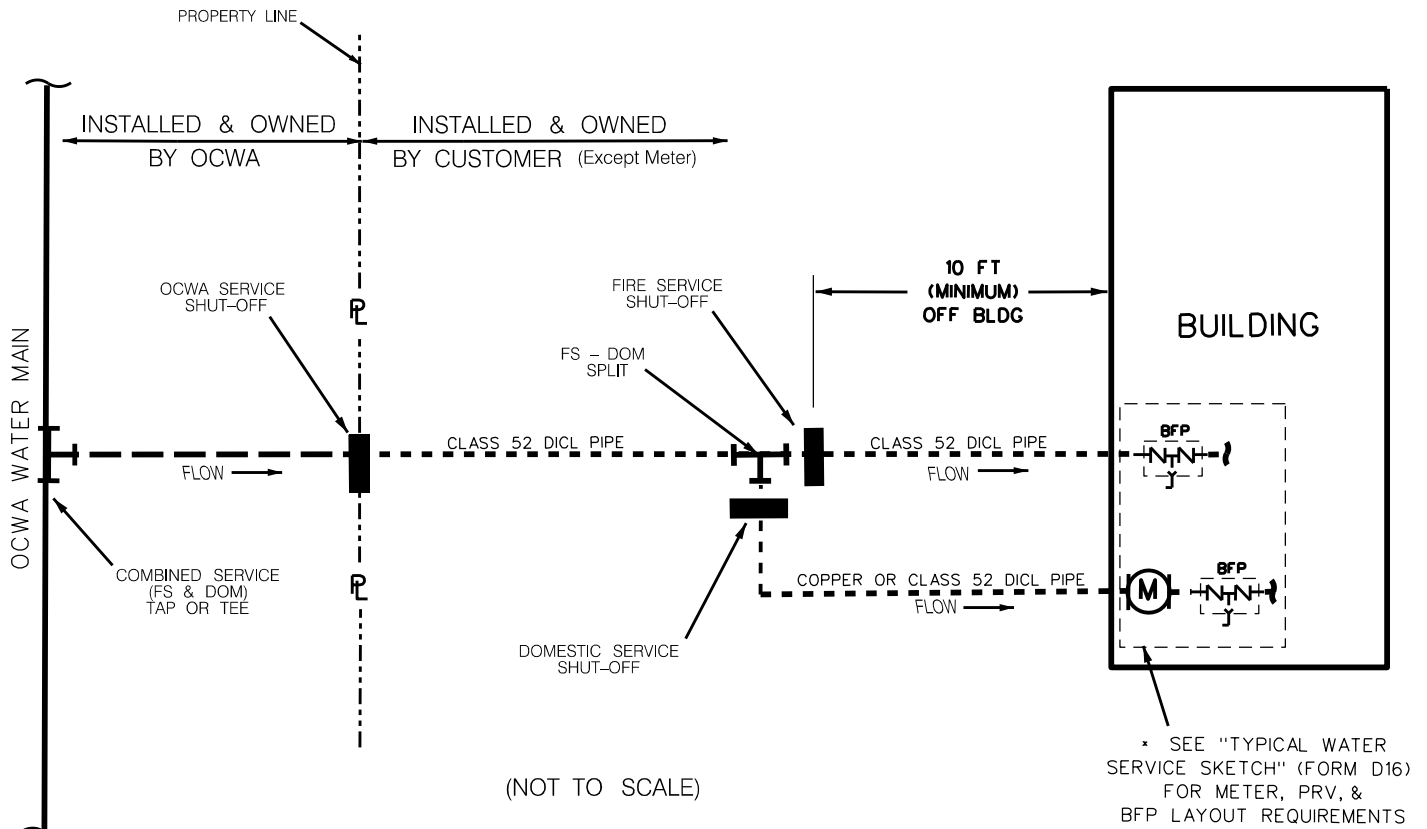 PROPERTY LINE
INSTALLED & OWNED
BY OCWA
INSTALLED & OWNED
BY CUSTOMER (Except Meter)
OCWA SERVICE
SHUT-OFF
PL
FIRE SERVICE
SHUT-OFF
10 FT
(MINIMUM)
OFF BLDG
BUILDING
FS - DOM
SPLIT
OCWA WATER MAIN
CLASS 52 DICL PIPE
CLASS 52 DICL PIPE
BFP
FLOW
FLOW
COMBINED SERVICE
(FS & DOM)
TAP OR TEE
PL
COPPER OR CLASS 52 DICL PIPE
FLOW
M
BFP
DOMESTIC SERVICE
SHUT-OFF
(NOT TO SCALE)
* SEE "TYPICAL WATER
SERVICE SKETCH" (FORM D16)
FOR METER, PRV, &
BFP LAYOUT REQUIREMENTS